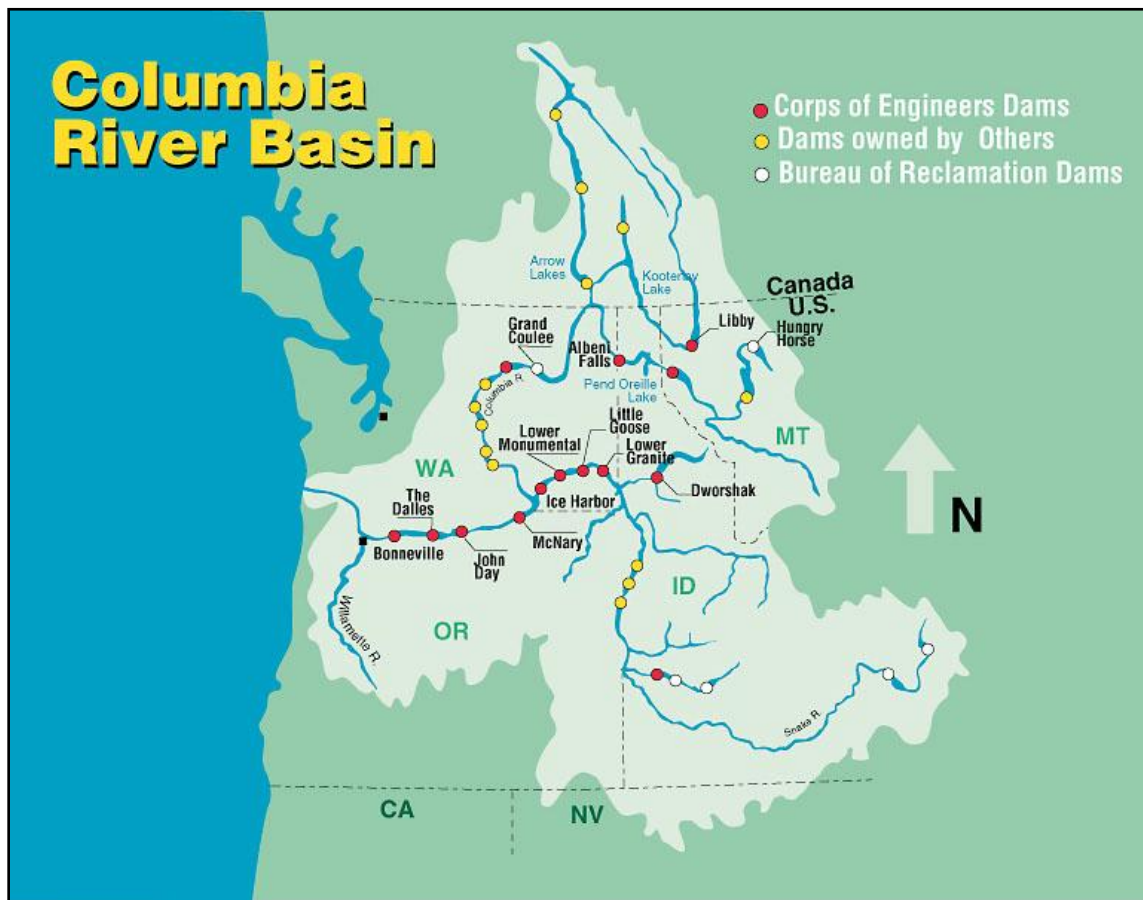 Columbia
River Basin
Corps of Engineers Dams
Dams owned by Others
Bureau of Reclamation Dams
Arrow
Lakes
Kootenay
Lake
Canada
U.S.
Grand
Coulee
Albeni
Falls
Libby
Hungry
Horse
Columbia R.
Pend Oreille
Lake
Little
Goose
Lower
Monumental
Lower
Granite
MT
WA
Dworshak
Ice Harbor
The
Dalles
McNary
Bonneville
John
Day
N
ID
OR
Willamette R.
Snake R.
CA
NV